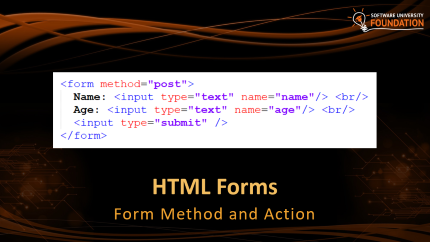 SOFTWARE UNIVERSITY
FOUNDATION
<form method="post">
Name: <input type="text" name="name"/> <br/>
Age: <input type="text" name="age"/> <br/>
<input type="submit" />
</form>
HTML Forms
Form Method and Action